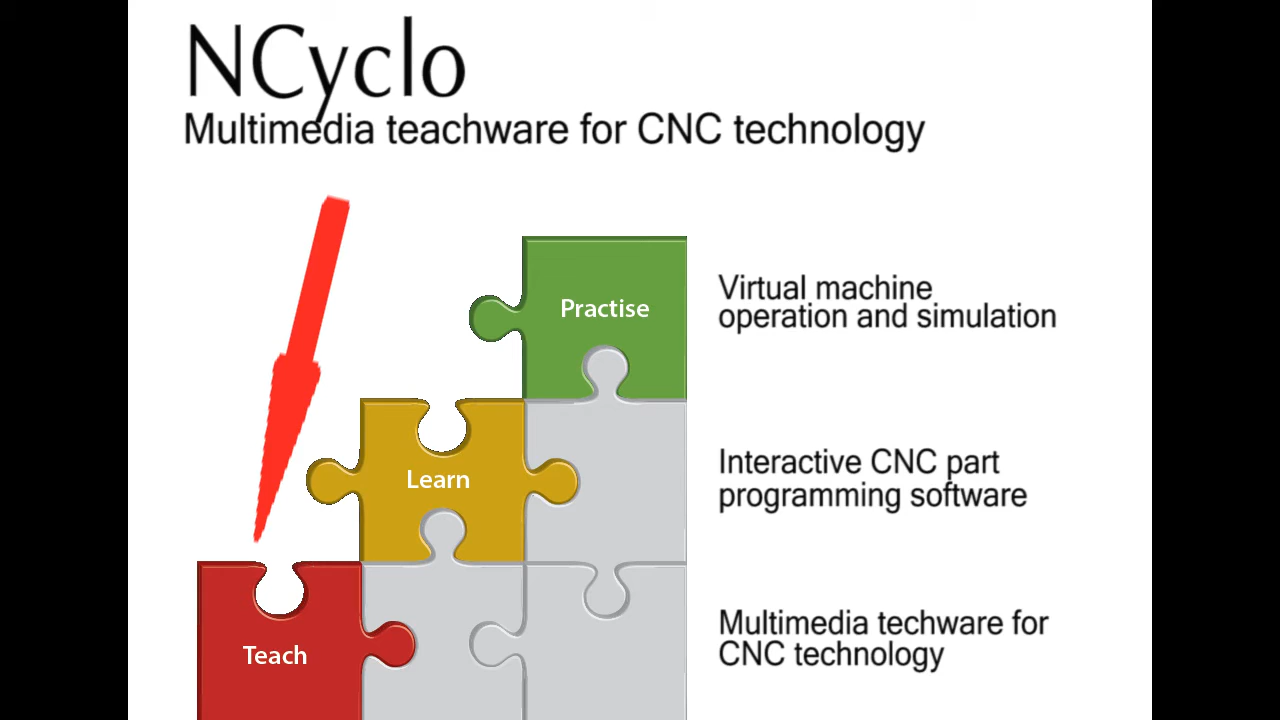 NCyclo
Multimedia teachware for CNC technology
Practise
Virtual machine
operation and simulation
Learn
Interactive CNC part
programming software
Teach
Multimedia techware for
CNC technology